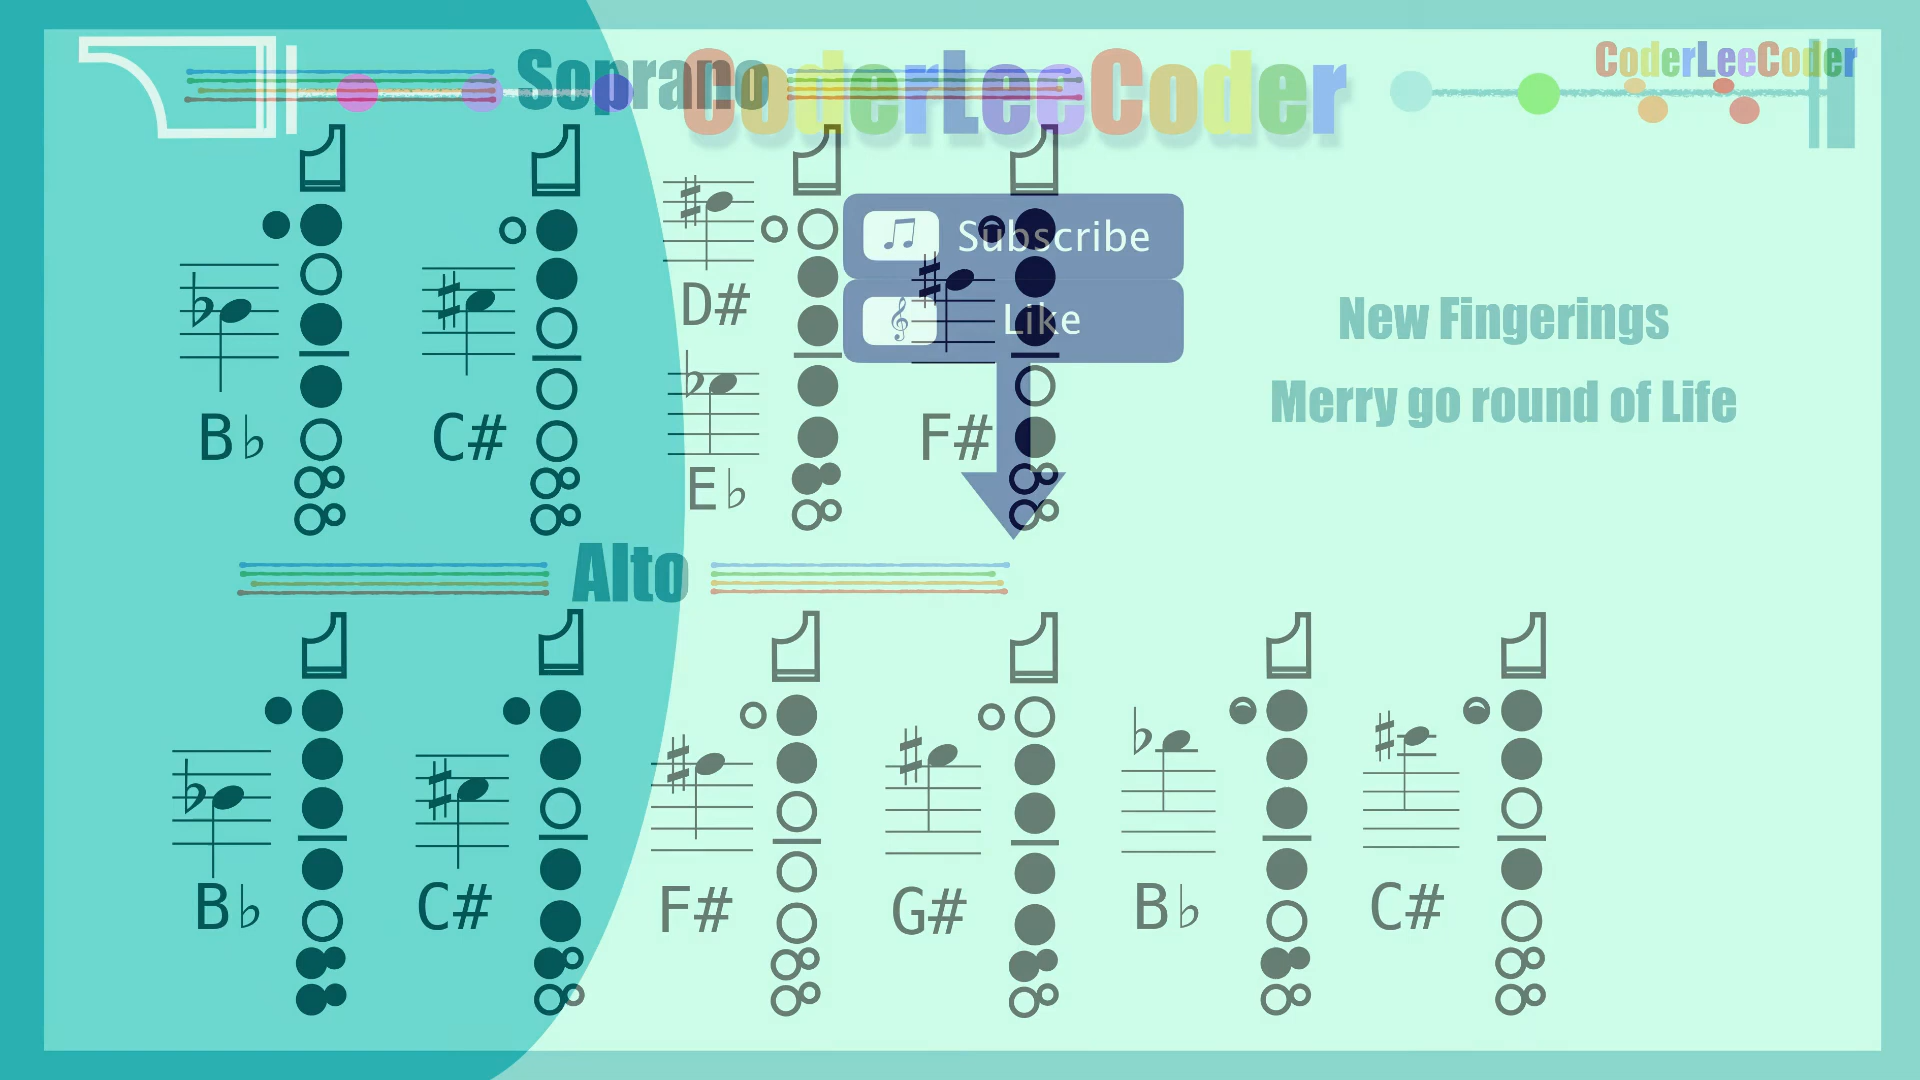 Soprano
CoderLeeCoder
CoderLeeCoder
Subscribe
Like
D#
B♭
C#
E♭
F#
New Fingerings
Merry go round of Life
Alto
B♭
C#
F#
G#
B♭
C#